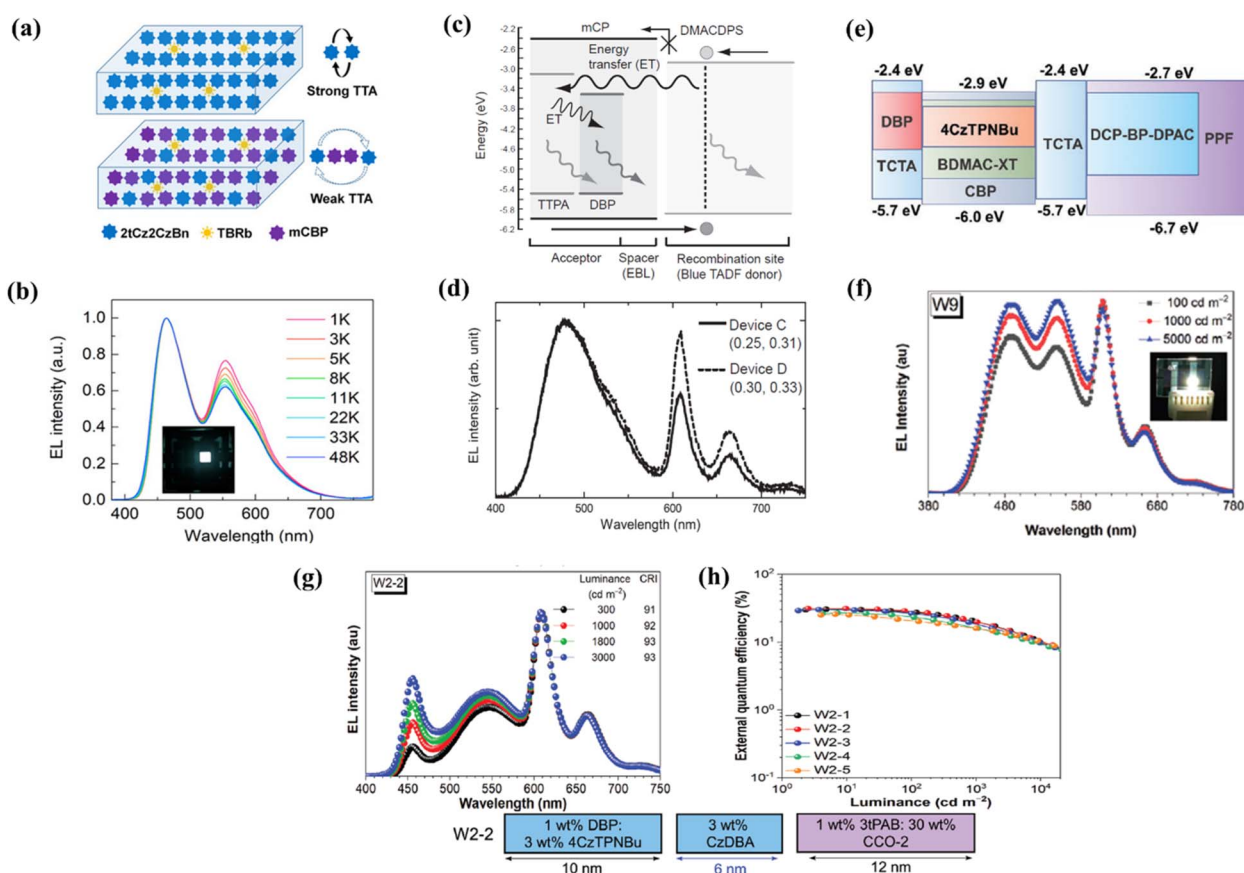 (a)
Strong TTA
Weak TTA
2tCz2CzBn
TBRb
mCBP
(b)
EL intensity (a.u.)
1.0
0.8
0.6
0.4
0.2
0.0
1K
3K
5K
8K
11K
22K
33K
48K
400 500 600 700
Wavelength (nm)
(c)
Energy (eV)
-2.2
-2.6
-3.0
-3.4
-3.8
-4.2
-4.6
-5.0
-5.4
-5.8
-6.2
mCP
DMACDPS
Energy
transfer (ET)
ET
TTPA
DBP
Acceptor
Spacer
(EBL)
Recombination site
(Blue TADF donor)
(d)
EL intensity (arb. unit)
Device C
(0.25, 0.31)
Device D
(0.30, 0.33)
400 500 600 700
Wavelength (nm)
(e)
-2.4 eV
-2.9 eV
-2.4 eV
-2.7 eV
DBP
4CzTPNBu
TCTA
DCP-BP-DPAC
PPF
TCTA
BDMAC-XT
CBP
-5.7 eV
-6.0 eV
-5.7 eV
-6.7 eV
(f)
W9
EL Intensity (au)
100 cd m⁻²
1000 cd m⁻²
5000 cd m⁻²
380 480 580 680 780
Wavelength (nm)
(g)
W2-2
EL intensity (au)
Luminance CRI
(cd m⁻²)
300 91
1000 92
1800 93
3000 93
400 450 500 550 600 650 700 750
Wavelength (nm)
(h)
External quantum efficiency (%)
10²
10¹
10⁰
10⁻¹
W2-1
W2-2
W2-3
W2-4
W2-5
10⁰ 10¹ 10² 10³ 10⁴
Luminance (cd m⁻²)
W2-2
1 wt% DBP:
3 wt% 4CzTPNBu
3 wt%
CzDBA
1 wt% 3tPAB: 30 wt%
CCO-2
10 nm
6 nm
12 nm